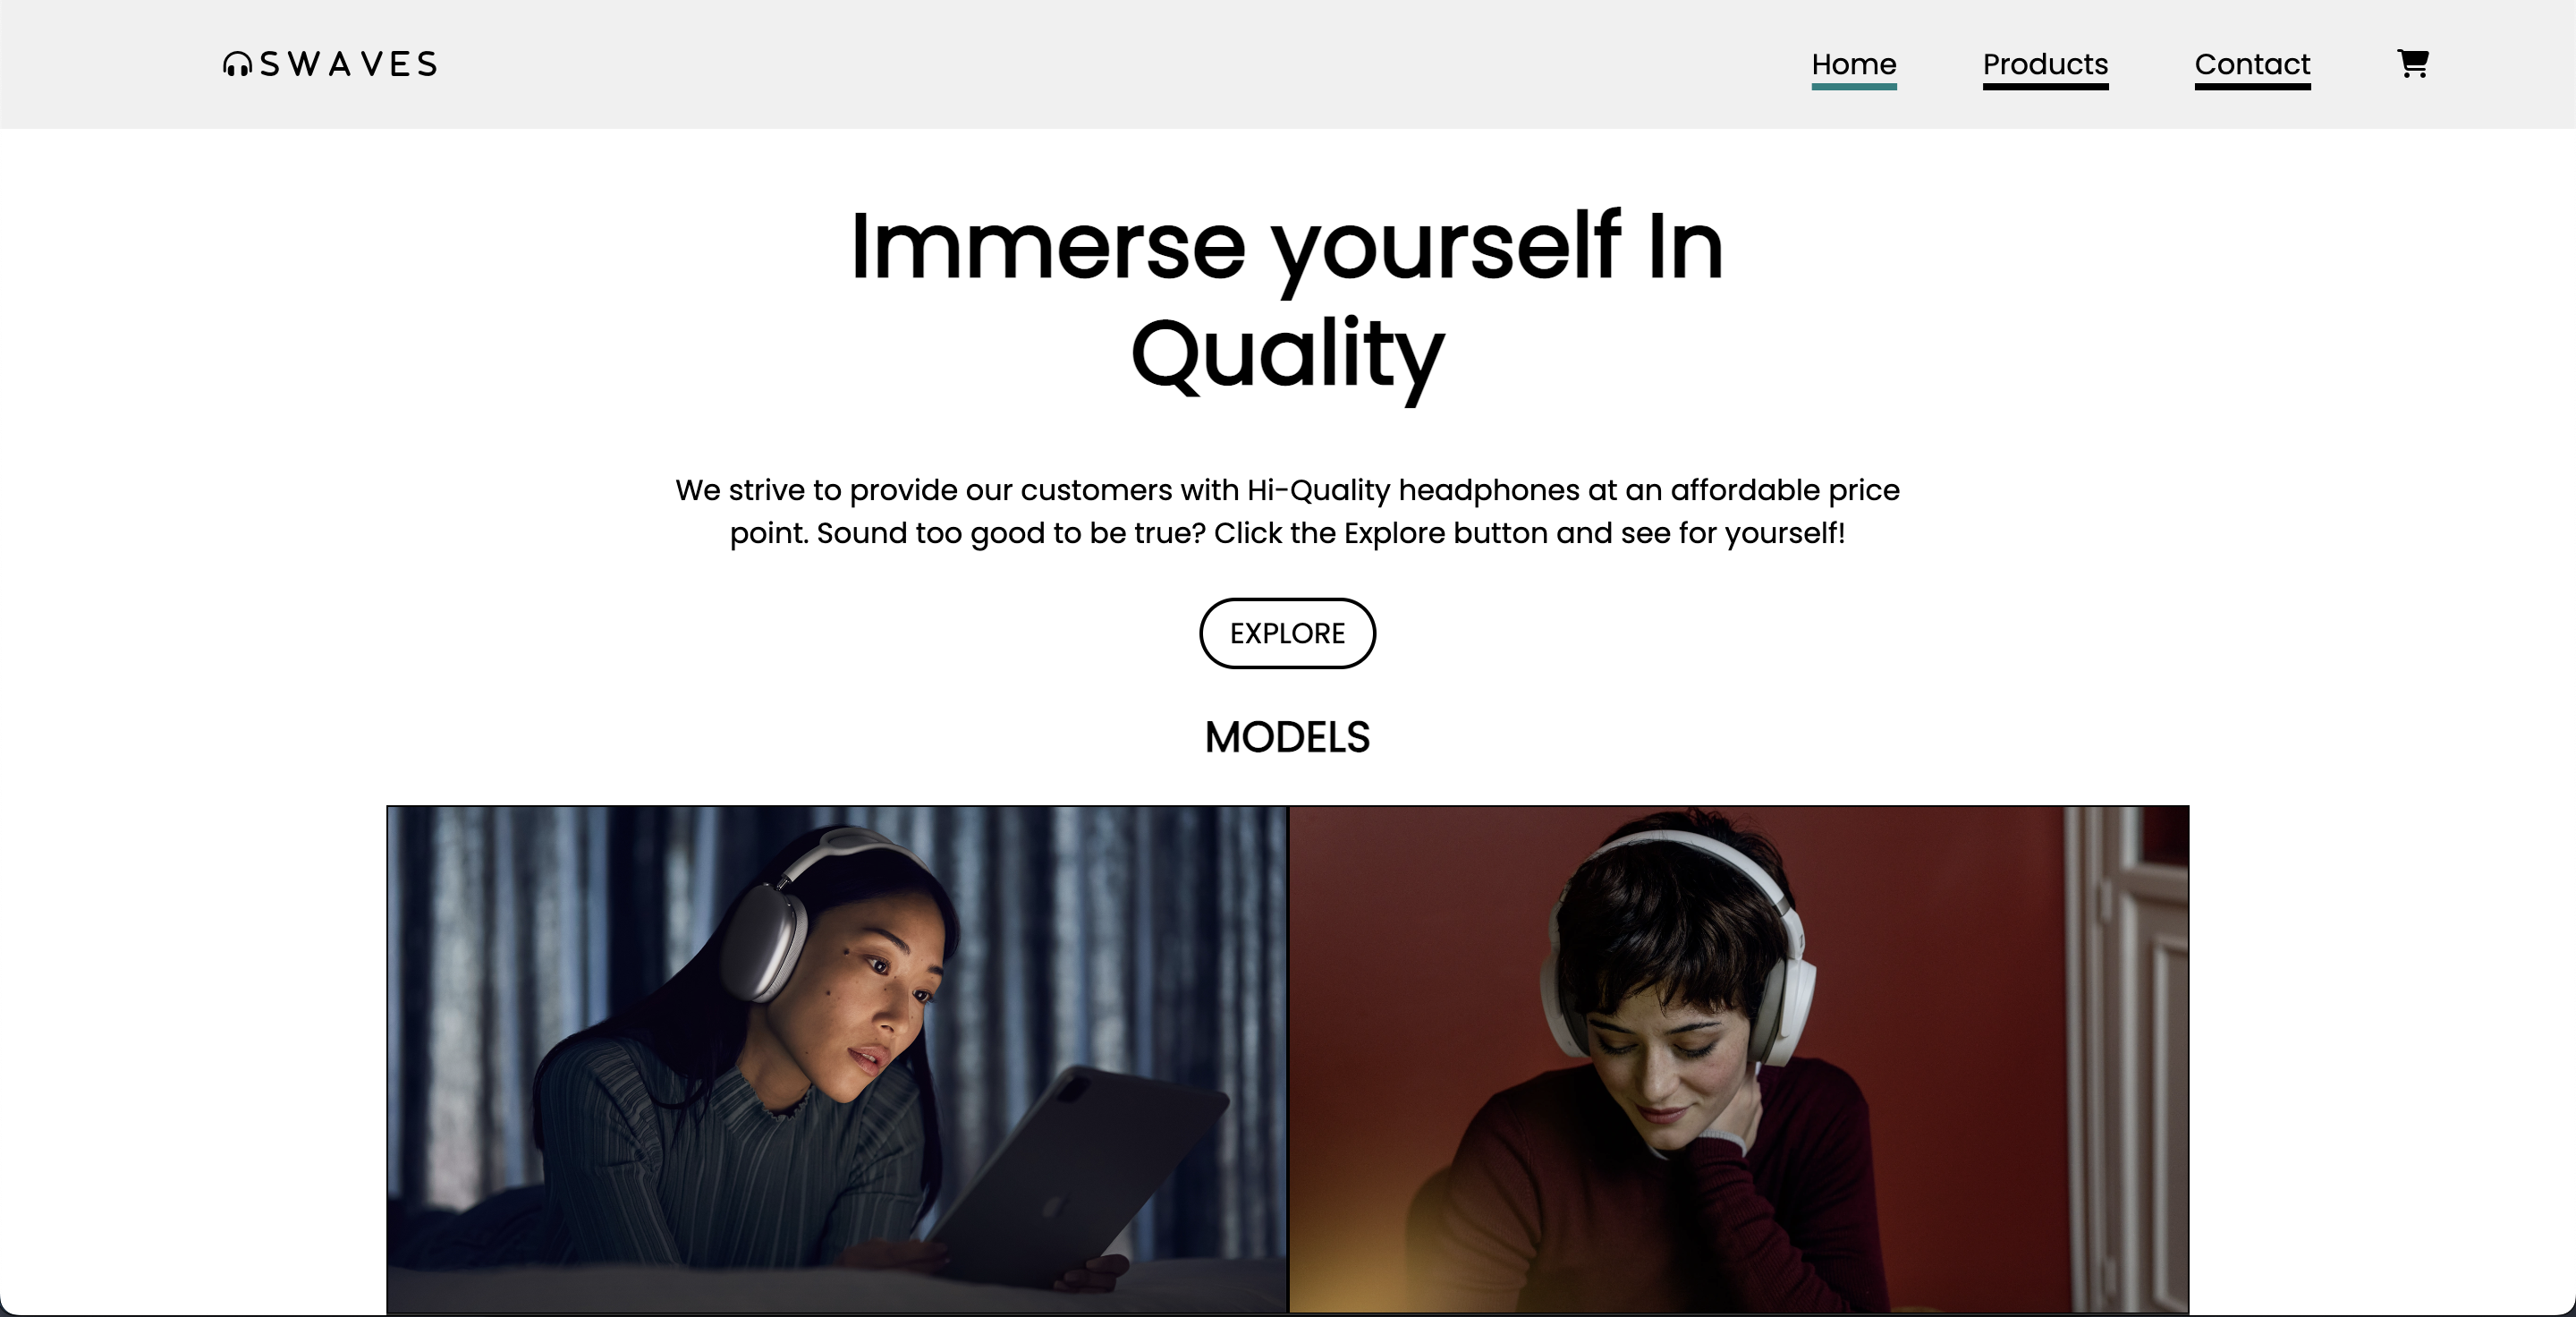 SWAVES
Home
Products
Contact
Immerse yourself In
Quality
We strive to provide our customers with Hi-Quality headphones at an affordable price
point. Sound too good to be true? Click the Explore button and see for yourself!
EXPLORE
MODELS